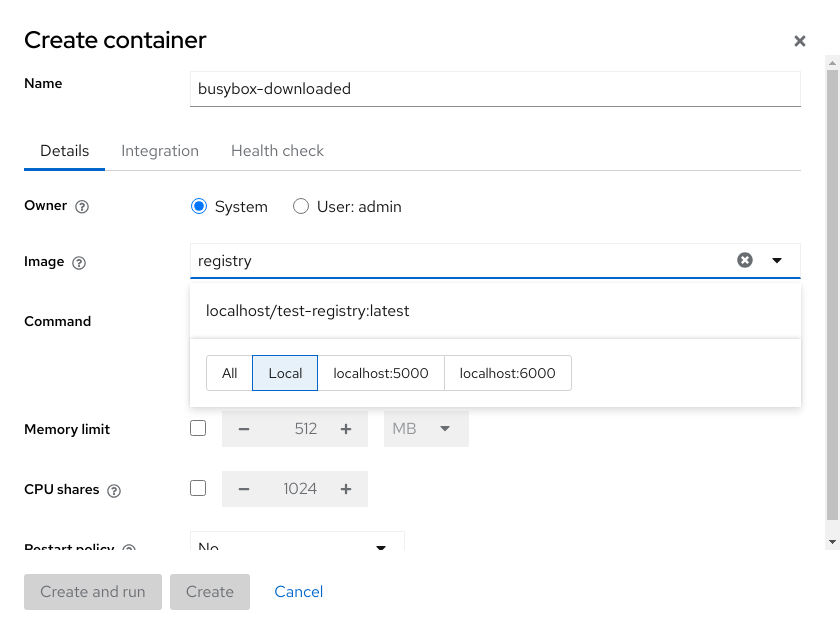 Create container
Name
busybox-downloaded
Details Integration Health check
Owner System User: admin
Image registry
localhost/test-registry:latest
Command
All Local localhost:5000 localhost:6000
Memory limit 512 MB
CPU shares 1024
Restart policy No
Create and run Create Cancel